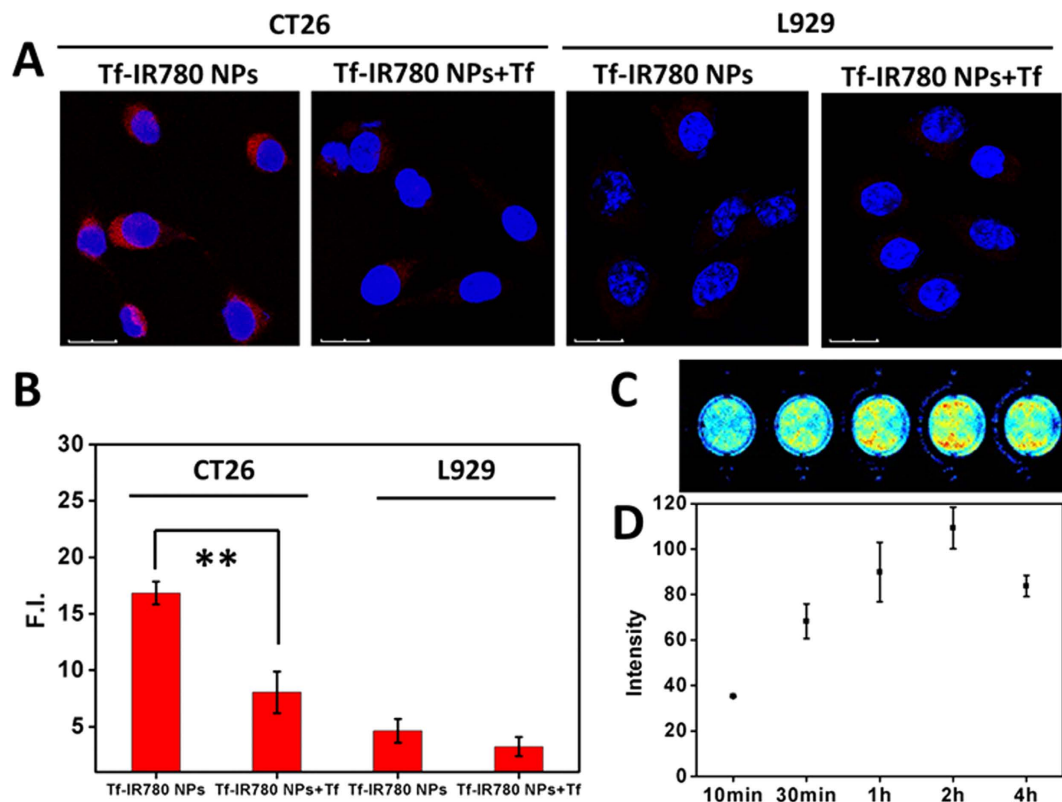 CT26 L929
A
Tf-IR780 NPs Tf-IR780 NPs+Tf Tf-IR780 NPs Tf-IR780 NPs+Tf
B
30
25
20
15
10
5
F.I.
CT26 L929
**
Tf-IR780 NPs Tf-IR780 NPs+Tf Tf-IR780 NPs Tf-IR780 NPs+Tf
C
D
120
100
80
60
40
20
0
Intensity
10min 30min 1h 2h 4h